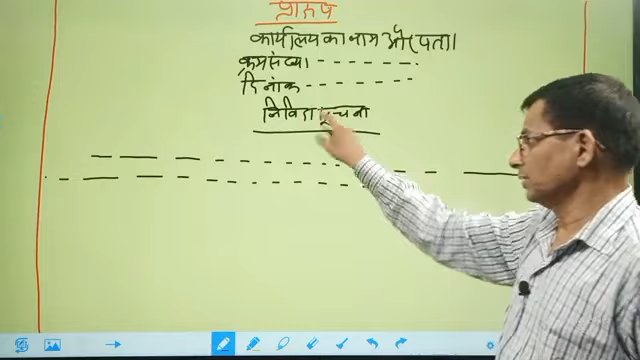 प्रारूप
कार्यालय का नाम और पता।
क्रम संख्या - - - - - - -
दिनांक - - - - - - -
निविदा सूचना